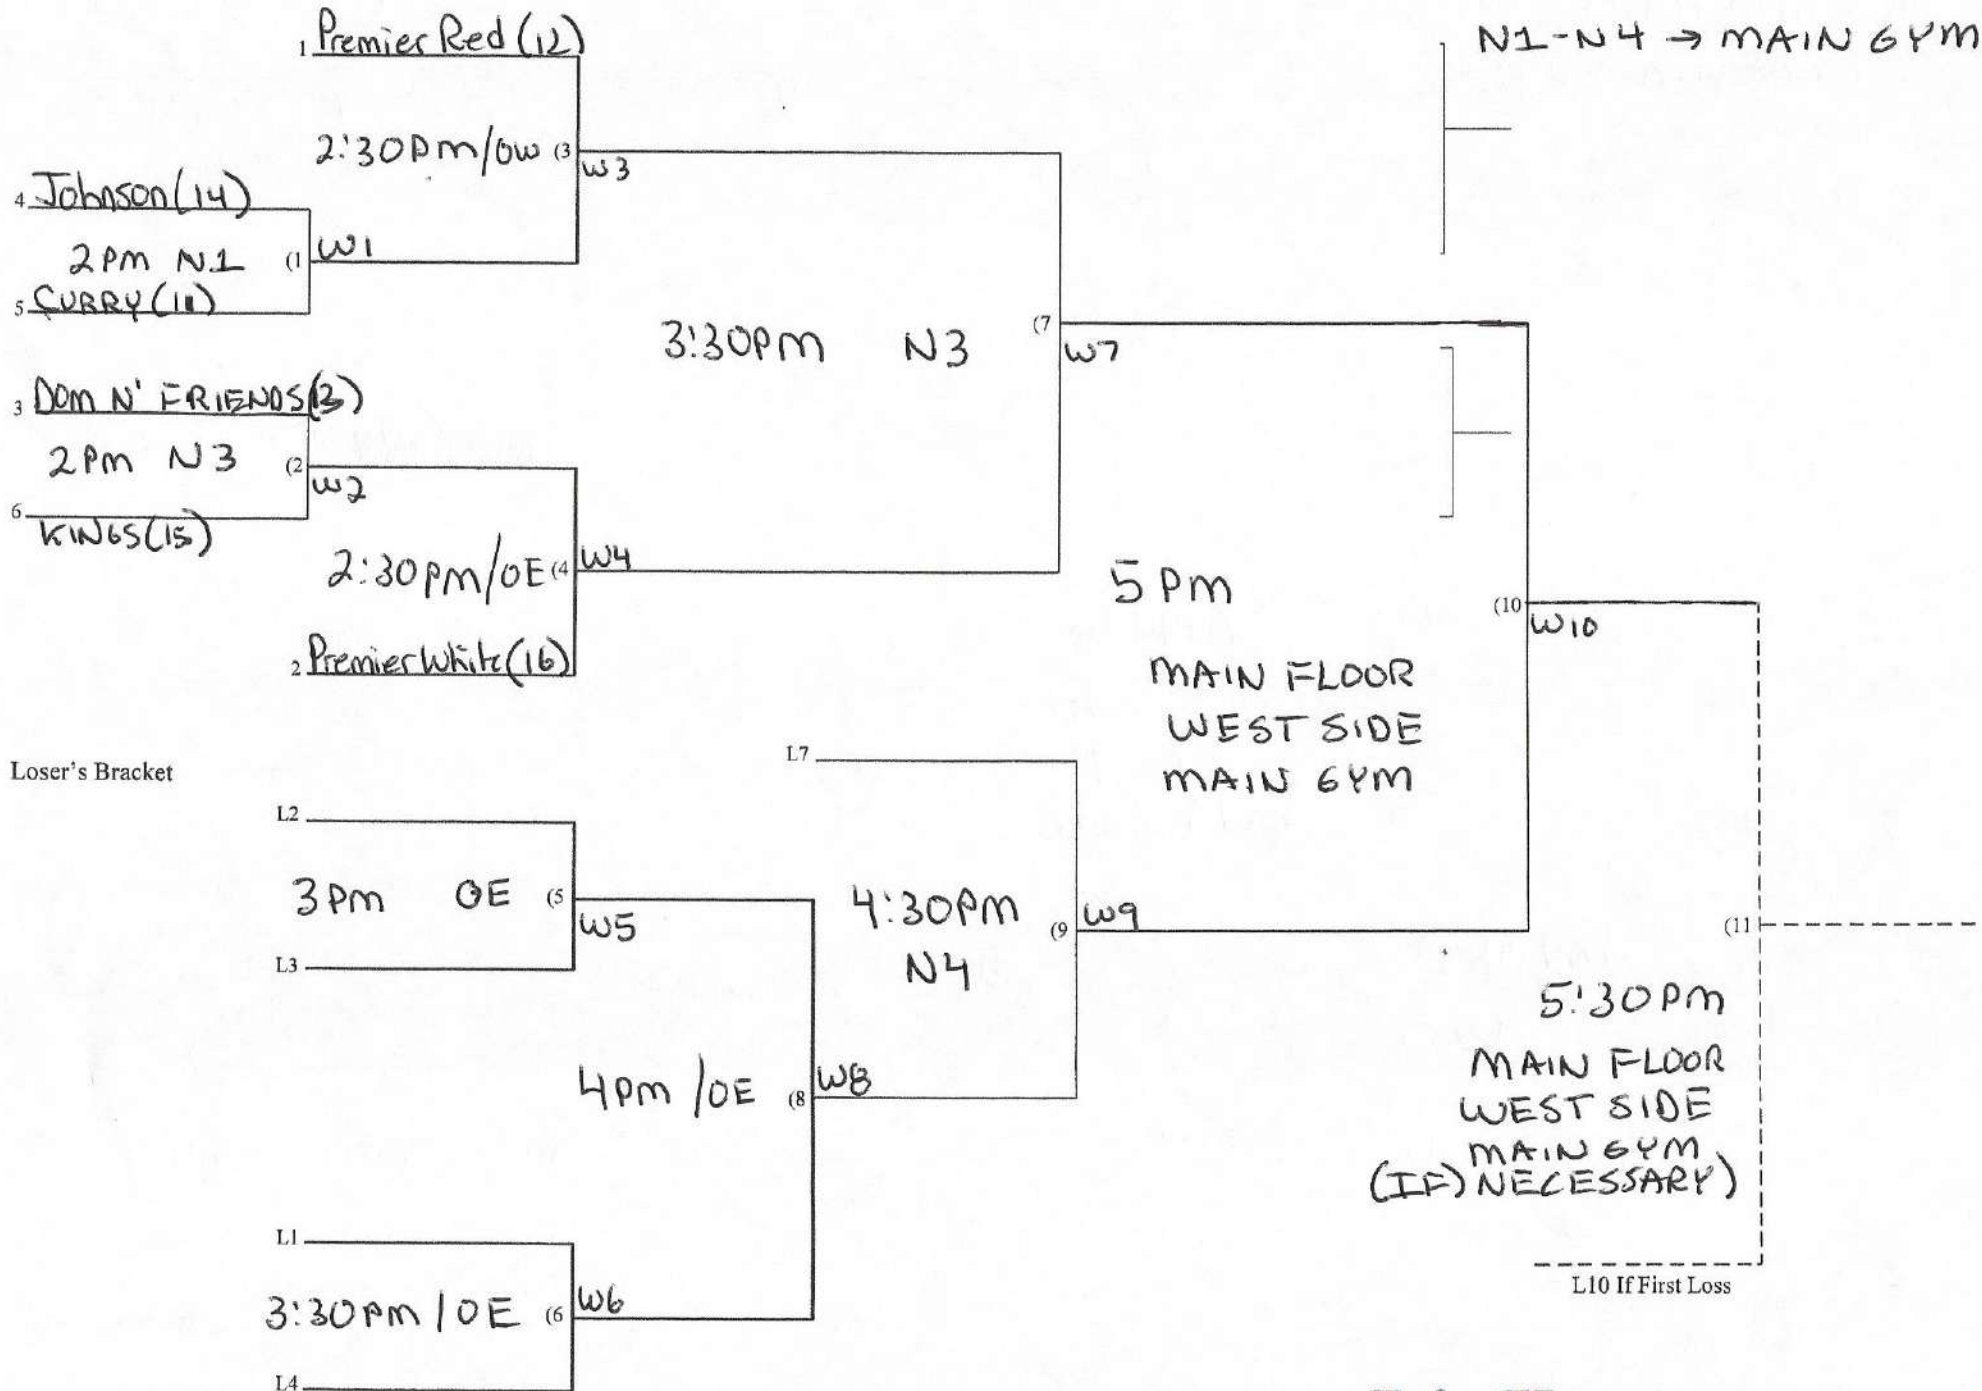 N1-N4 → MAIN GYM
1 Premier Red (12)
2:30pm/OW (3
W3
4 Johnson (14)
2pm N.1 (1
W1
5 CURRY (11)
3:30pm N3 (7
W7
3 DOM N' FRIENDS (13)
2pm N3 (2
W2
6
KINGS (15)
2:30pm/OE (4
W4
2 Premier White (16)
5 pm (10
W10
MAIN FLOOR
WEST SIDE
MAIN GYM
Loser's Bracket
L7
L2
3pm OE (5
W5
L3
4:30pm (9
W9
N4
(11
5:30pm
MAIN FLOOR
WEST SIDE
MAIN GYM
(IF) NECESSARY)
4pm /OE (8
W8
L10 If First Loss
L1
3:30pm / OE (6
W6
L4